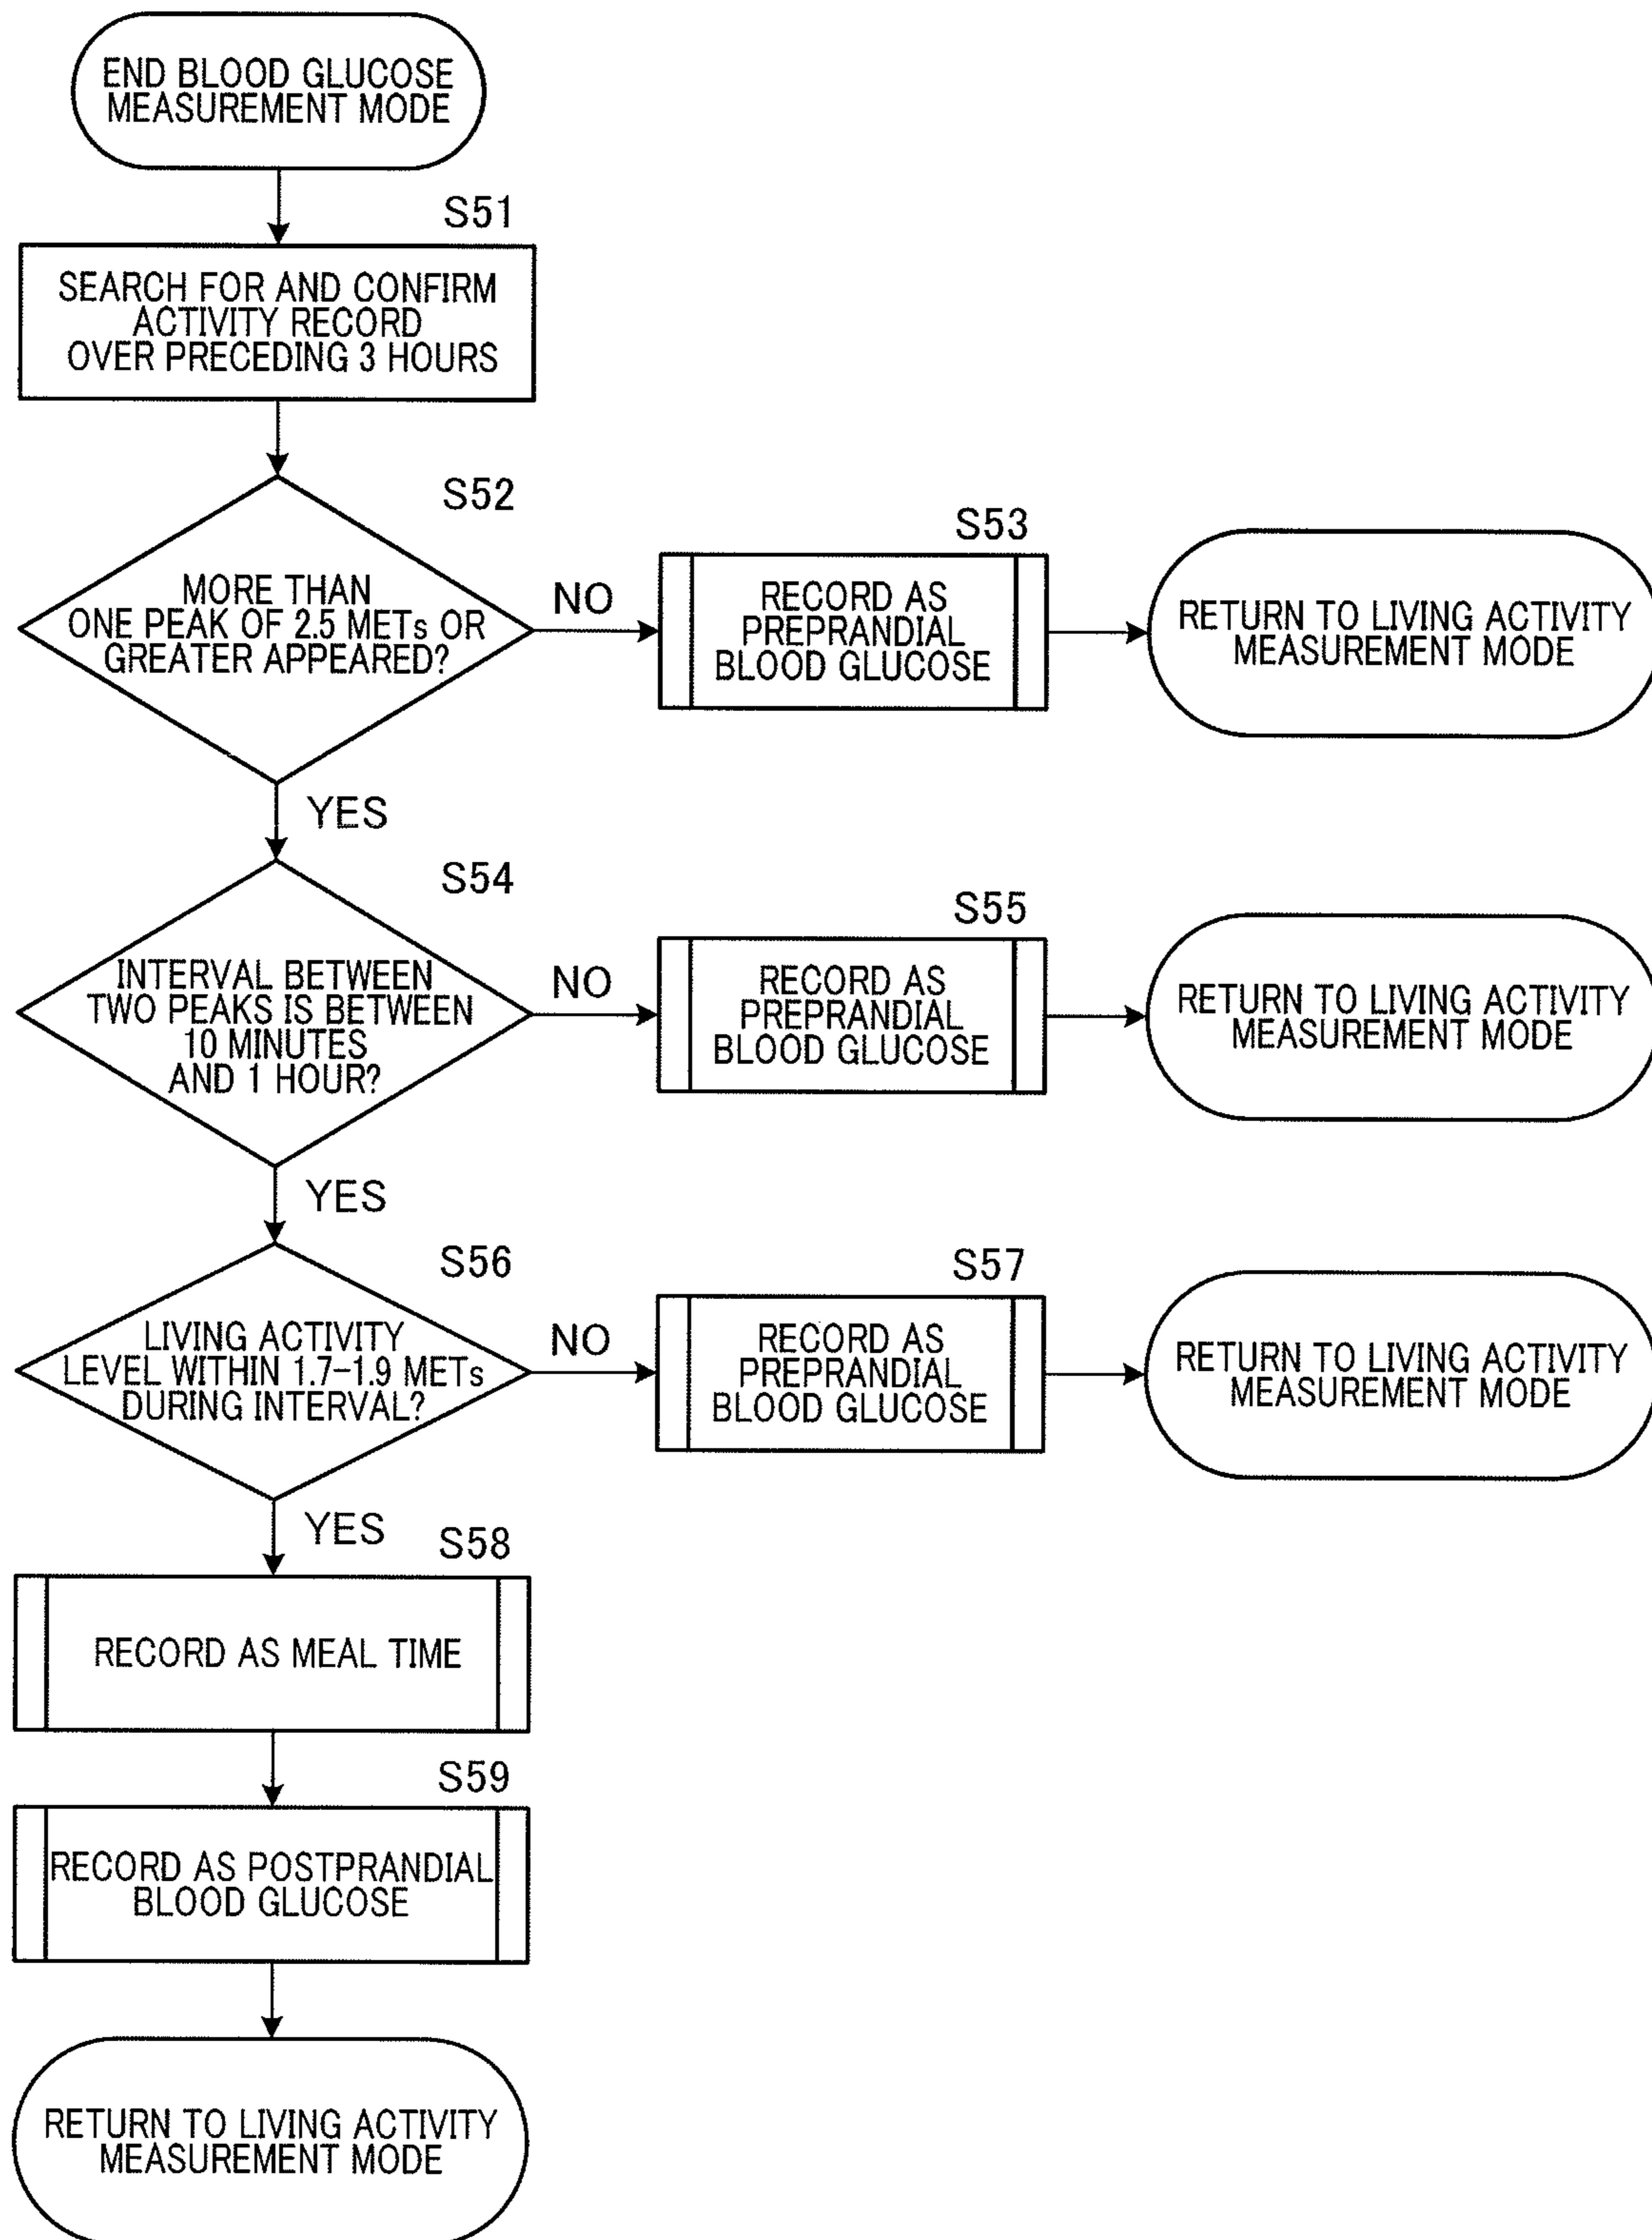 END BLOOD GLUCOSE
MEASUREMENT MODE
S51
SEARCH FOR AND CONFIRM
ACTIVITY RECORD
OVER PRECEDING 3 HOURS
S52
MORE THAN
ONE PEAK OF 2.5 METs OR
GREATER APPEARED?
NO
S53
RECORD AS
PREPRANDIAL
BLOOD GLUCOSE
RETURN TO LIVING ACTIVITY
MEASUREMENT MODE
YES
S54
INTERVAL BETWEEN
TWO PEAKS IS BETWEEN
10 MINUTES
AND 1 HOUR?
NO
S55
RECORD AS
PREPRANDIAL
BLOOD GLUCOSE
RETURN TO LIVING ACTIVITY
MEASUREMENT MODE
YES
S56
LIVING ACTIVITY
LEVEL WITHIN 1.7-1.9 METs
DURING INTERVAL?
NO
S57
RECORD AS
PREPRANDIAL
BLOOD GLUCOSE
RETURN TO LIVING ACTIVITY
MEASUREMENT MODE
YES
S58
RECORD AS MEAL TIME
S59
RECORD AS POSTPRANDIAL
BLOOD GLUCOSE
RETURN TO LIVING ACTIVITY
MEASUREMENT MODE